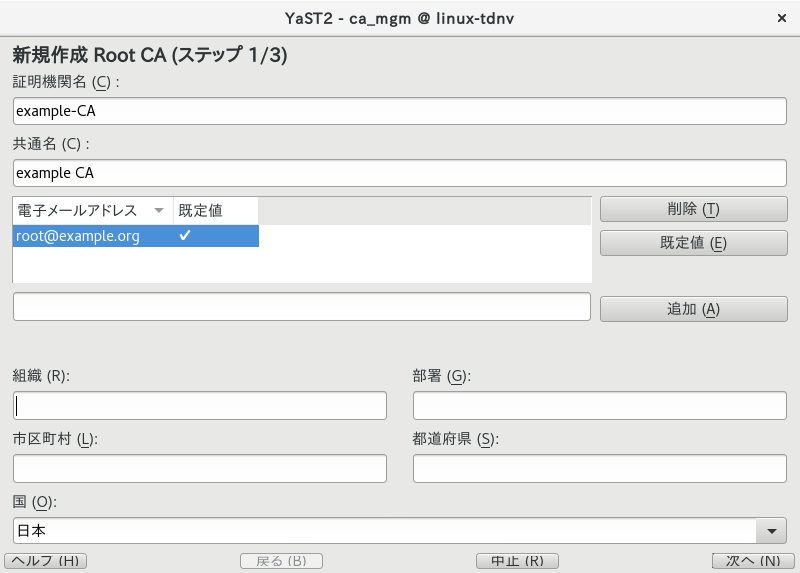 YaST2 - ca_mgm @ linux-tdnv
新規作成 Root CA (ステップ 1/3)
証明機関名 (C) :
example-CA
共通名 (C) :
example CA
電子メールアドレス 既定値
削除 (T)
root@example.org ✔
既定値 (E)
追加 (A)
組織 (R): 部署 (G):
市区町村 (L): 都道府県 (S):
国 (O):
日本
ヘルプ (H) 戻る (B) 中止 (R) 次へ (N)